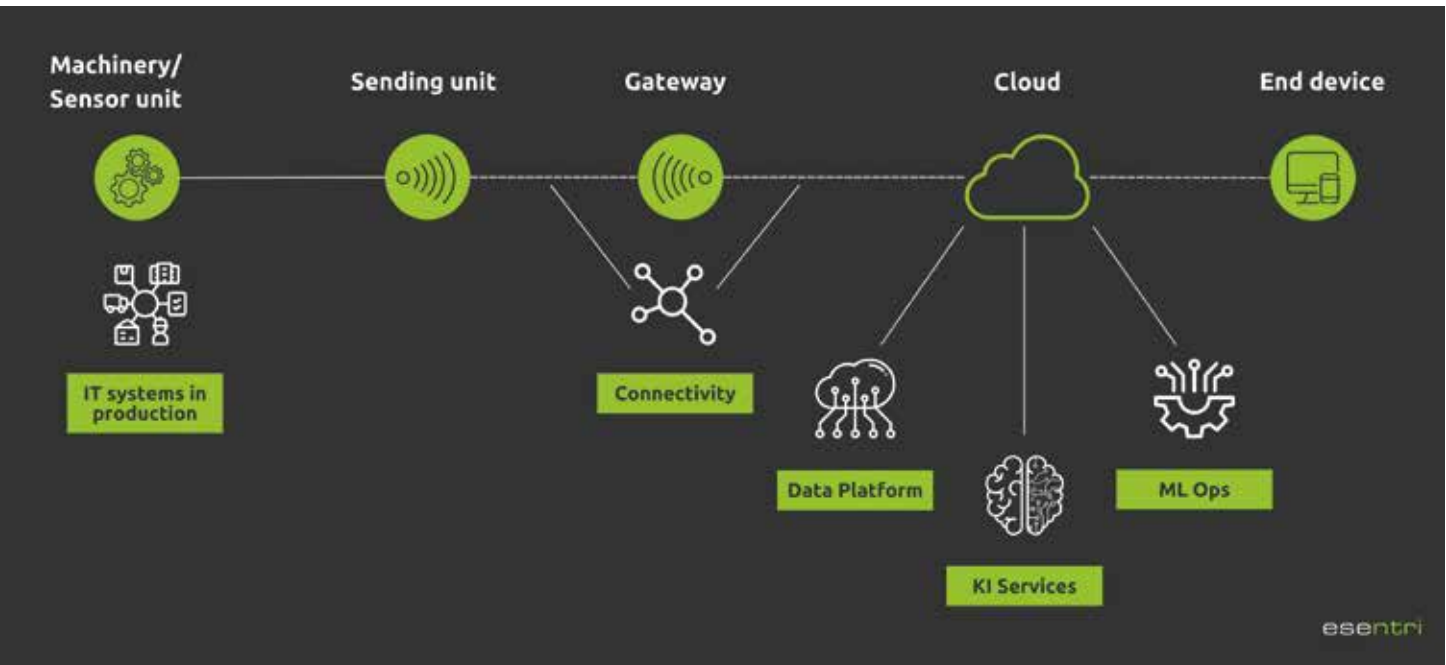 Machinery/
Sensor unit
Sending unit
Gateway
Cloud
End device
IT systems in
production
Connectivity
Data Platform
ML Ops
KI Services
esentri